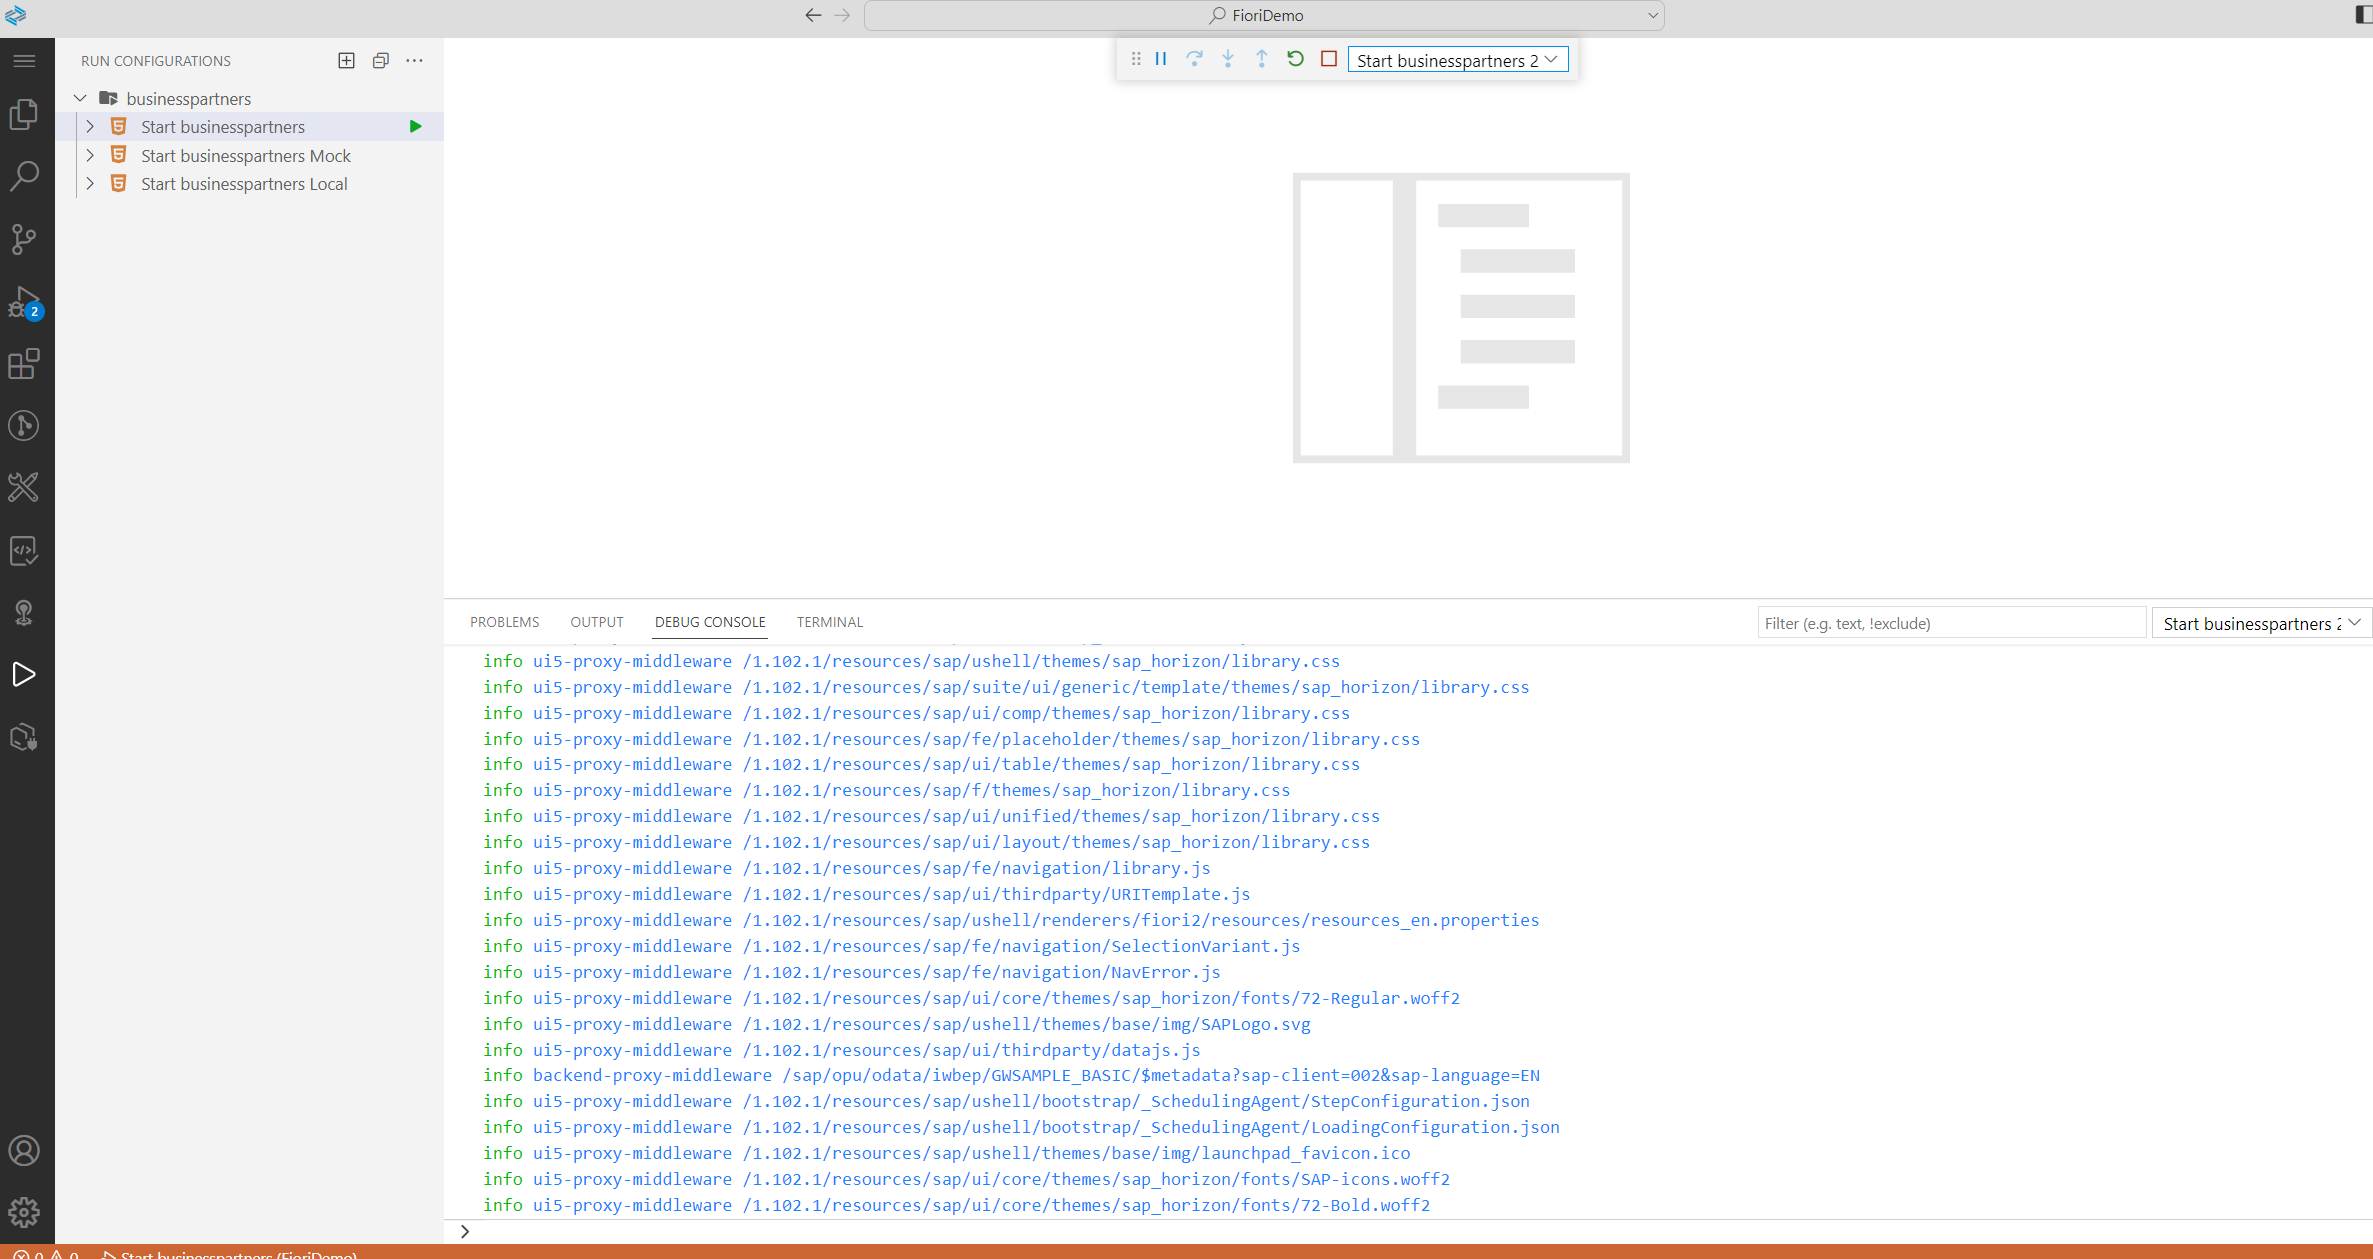 FioriDemo
RUN CONFIGURATIONS
businesspartners
Start businesspartners
Start businesspartners Mock
Start businesspartners Local
2
Start businesspartners 2
PROBLEMS OUTPUT DEBUG CONSOLE TERMINAL
Filter (e.g. text, !exclude)
Start businesspartners 2
info ui5-proxy-middleware /1.102.1/resources/sap/ushell/themes/sap_horizon/library.css
info ui5-proxy-middleware /1.102.1/resources/sap/suite/ui/generic/template/themes/sap_horizon/library.css
info ui5-proxy-middleware /1.102.1/resources/sap/ui/comp/themes/sap_horizon/library.css
info ui5-proxy-middleware /1.102.1/resources/sap/fe/placeholder/themes/sap_horizon/library.css
info ui5-proxy-middleware /1.102.1/resources/sap/ui/table/themes/sap_horizon/library.css
info ui5-proxy-middleware /1.102.1/resources/sap/f/themes/sap_horizon/library.css
info ui5-proxy-middleware /1.102.1/resources/sap/ui/unified/themes/sap_horizon/library.css
info ui5-proxy-middleware /1.102.1/resources/sap/ui/layout/themes/sap_horizon/library.css
info ui5-proxy-middleware /1.102.1/resources/sap/fe/navigation/library.js
info ui5-proxy-middleware /1.102.1/resources/sap/ui/thirdparty/URITemplate.js
info ui5-proxy-middleware /1.102.1/resources/sap/ushell/renderers/fiori2/resources/resources_en.properties
info ui5-proxy-middleware /1.102.1/resources/sap/fe/navigation/SelectionVariant.js
info ui5-proxy-middleware /1.102.1/resources/sap/fe/navigation/NavError.js
info ui5-proxy-middleware /1.102.1/resources/sap/ui/core/themes/sap_horizon/fonts/72-Regular.woff2
info ui5-proxy-middleware /1.102.1/resources/sap/ushell/themes/base/img/SAPLogo.svg
info ui5-proxy-middleware /1.102.1/resources/sap/ui/thirdparty/datajs.js
info backend-proxy-middleware /sap/opu/odata/iwbep/GWSAMPLE_BASIC/$metadata?sap-client=002&sap-language=EN
info ui5-proxy-middleware /1.102.1/resources/sap/ushell/bootstrap/_SchedulingAgent/StepConfiguration.json
info ui5-proxy-middleware /1.102.1/resources/sap/ushell/bootstrap/_SchedulingAgent/LoadingConfiguration.json
info ui5-proxy-middleware /1.102.1/resources/sap/ushell/themes/base/img/launchpad_favicon.ico
info ui5-proxy-middleware /1.102.1/resources/sap/ui/core/themes/sap_horizon/fonts/SAP-icons.woff2
info ui5-proxy-middleware /1.102.1/resources/sap/ui/core/themes/sap_horizon/fonts/72-Bold.woff2
0 0 Start businesspartners (FioriDemo)